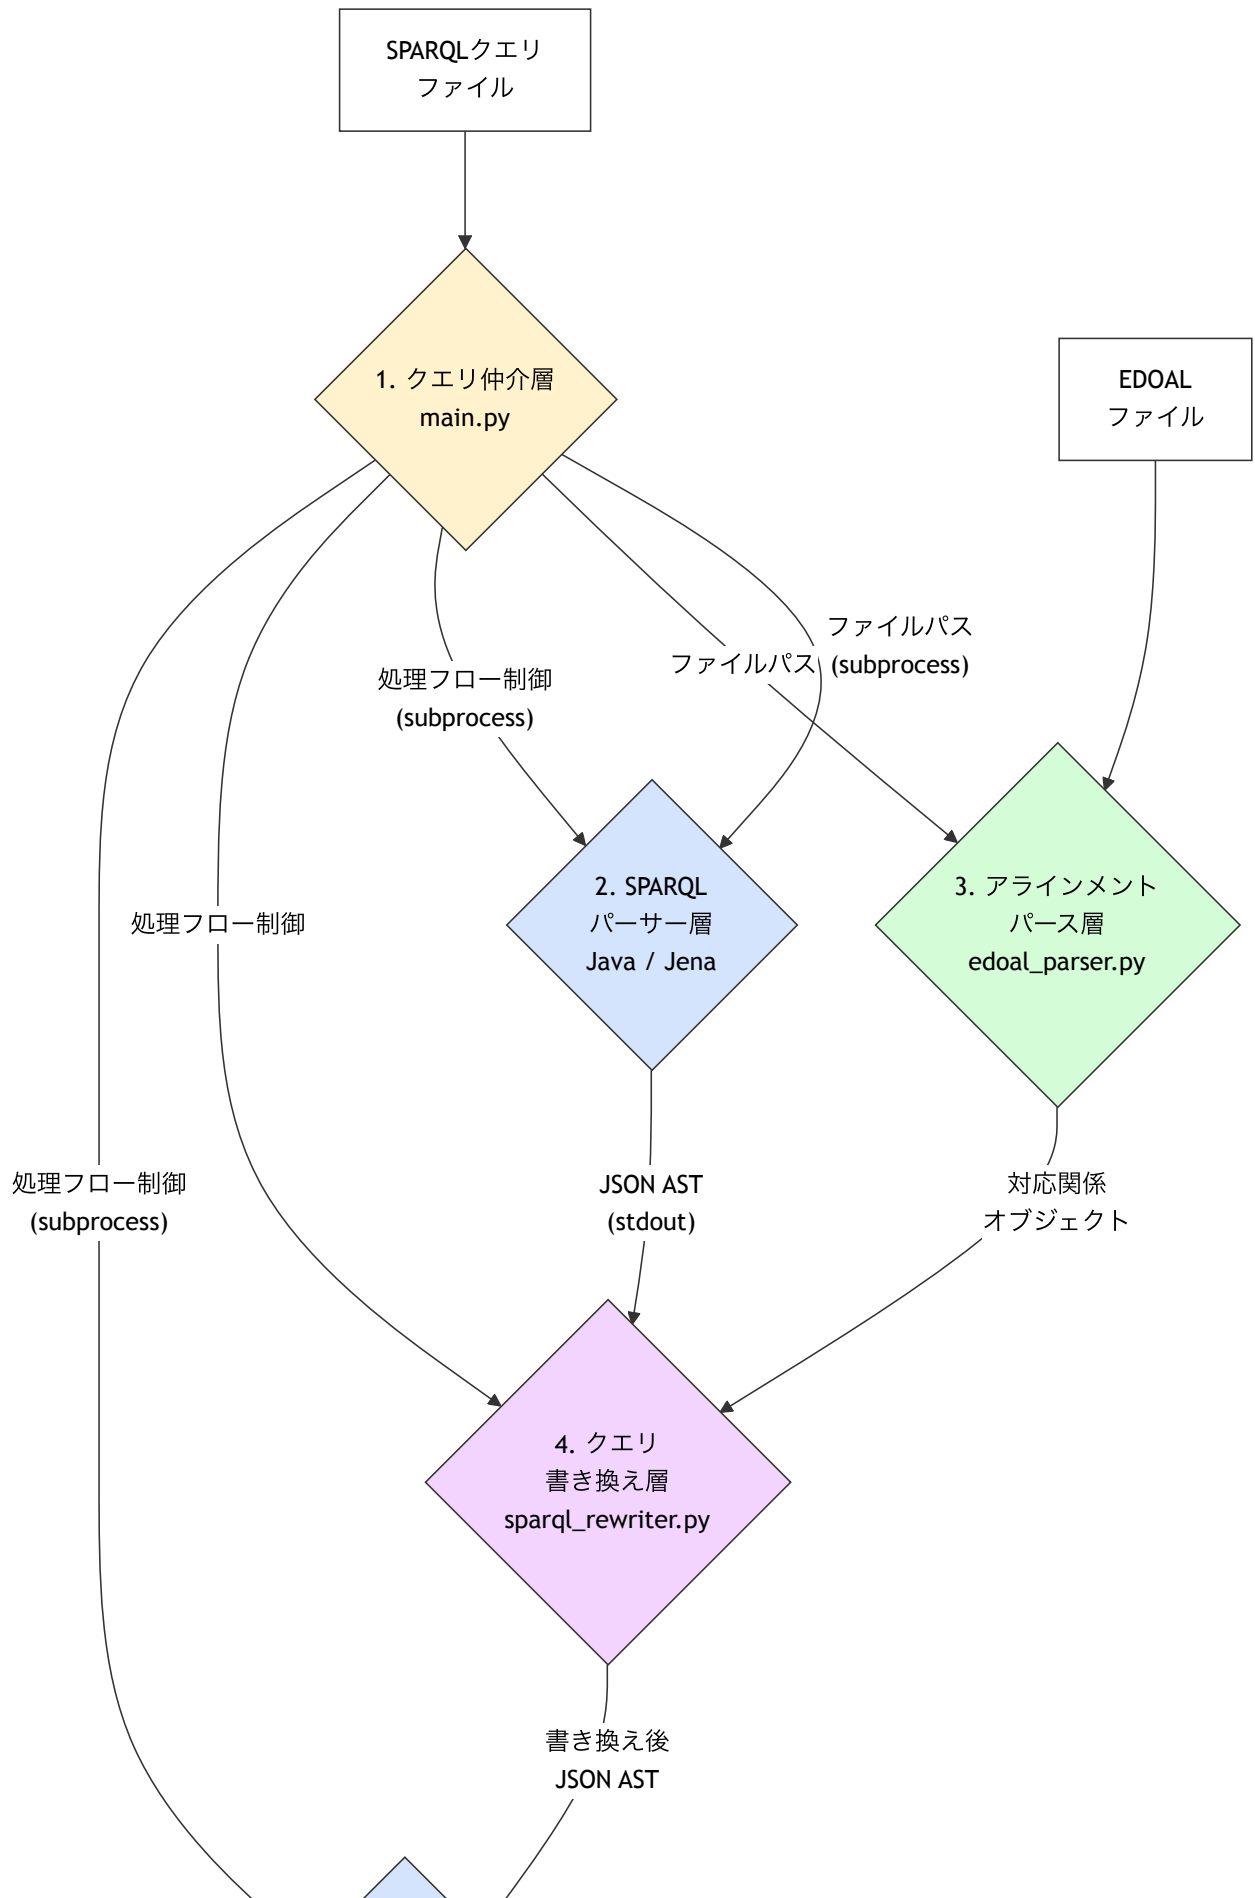 SPARQLクエリ
ファイル
1. クエリ仲介層
main.py
EDOAL
ファイル
ファイルパス
(subprocess)
ファイルパス
処理フロー制御
(subprocess)
2. SPARQL
パーサー層
Java / Jena
3. アラインメント
パース層
edoal_parser.py
処理フロー制御
処理フロー制御
(subprocess)
JSON AST
(stdout)
対応関係
オブジェクト
4. クエリ
書き換え層
sparql_rewriter.py
書き換え後
JSON AST